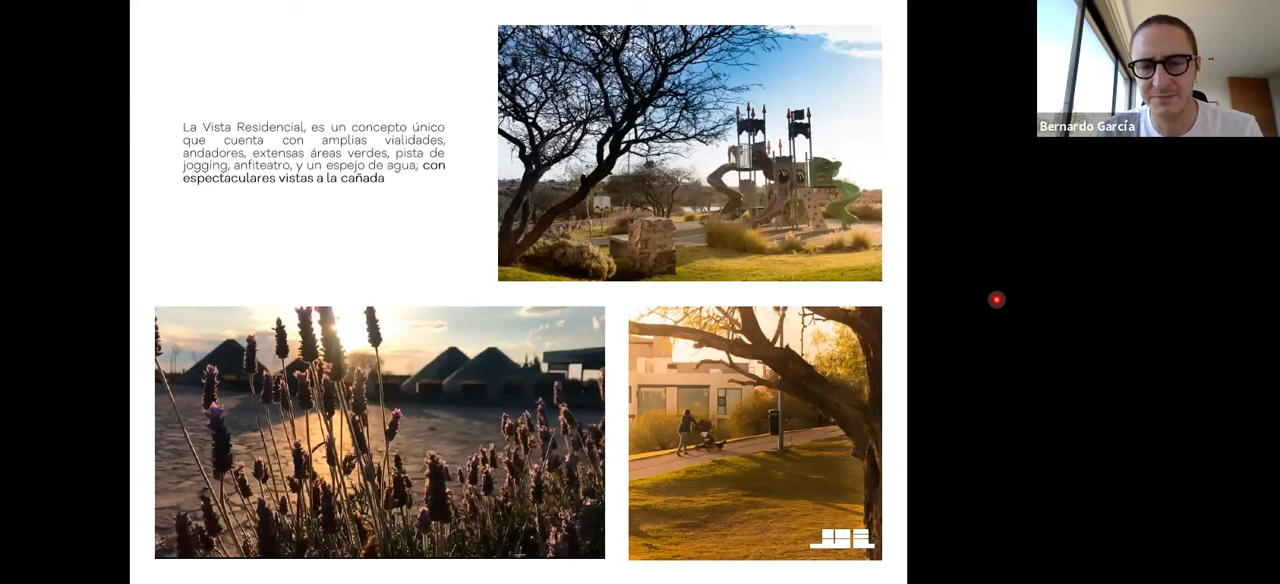 La Vista Residencial, es un concepto único
que cuenta con amplias vialidades,
andadores, extensas áreas verdes, pista de
jogging, anfiteatro, y un espejo de agua; con
espectaculares vistas a la cañada
Bernardo García